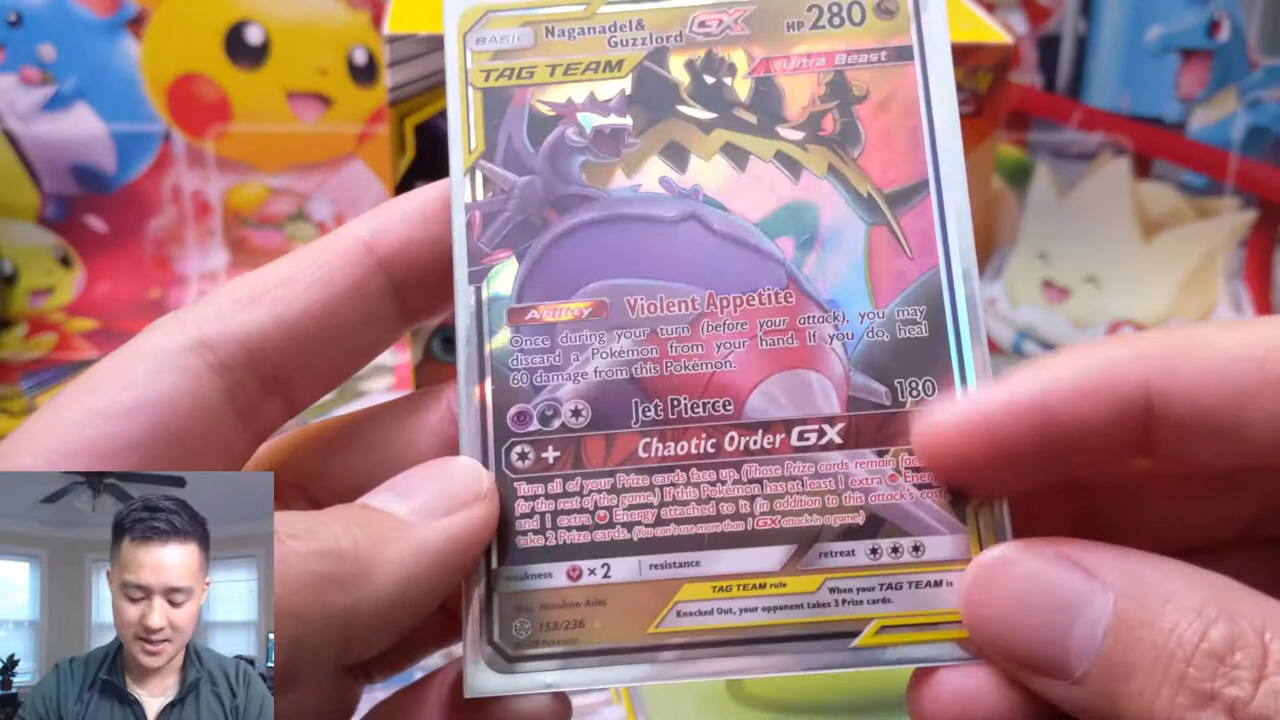 BASIC Naganadel& GX HP280
Guzzlord
TAG TEAM Ultra Beast
Ability Violent Appetite
Once during your turn (before your attack), you may
discard a Pokémon from your hand. If you do, heal
60 damage from this Pokémon.
Jet Pierce 180
+ Chaotic Order GX
Turn all of your Prize cards face up. (Those Prize cards remain
for the rest of the game.) If this Pokémon has at least 1 extra
and 1 extra Energy attached to it (in addition to this attack's
take 2 Prize cards. (You can't use more than 1 GX attack in a game.)
weakness ×2 resistance retreat
TAG TEAM rule When your TAG TEAM is
Knocked Out, your opponent takes 3 Prize cards.
158/236